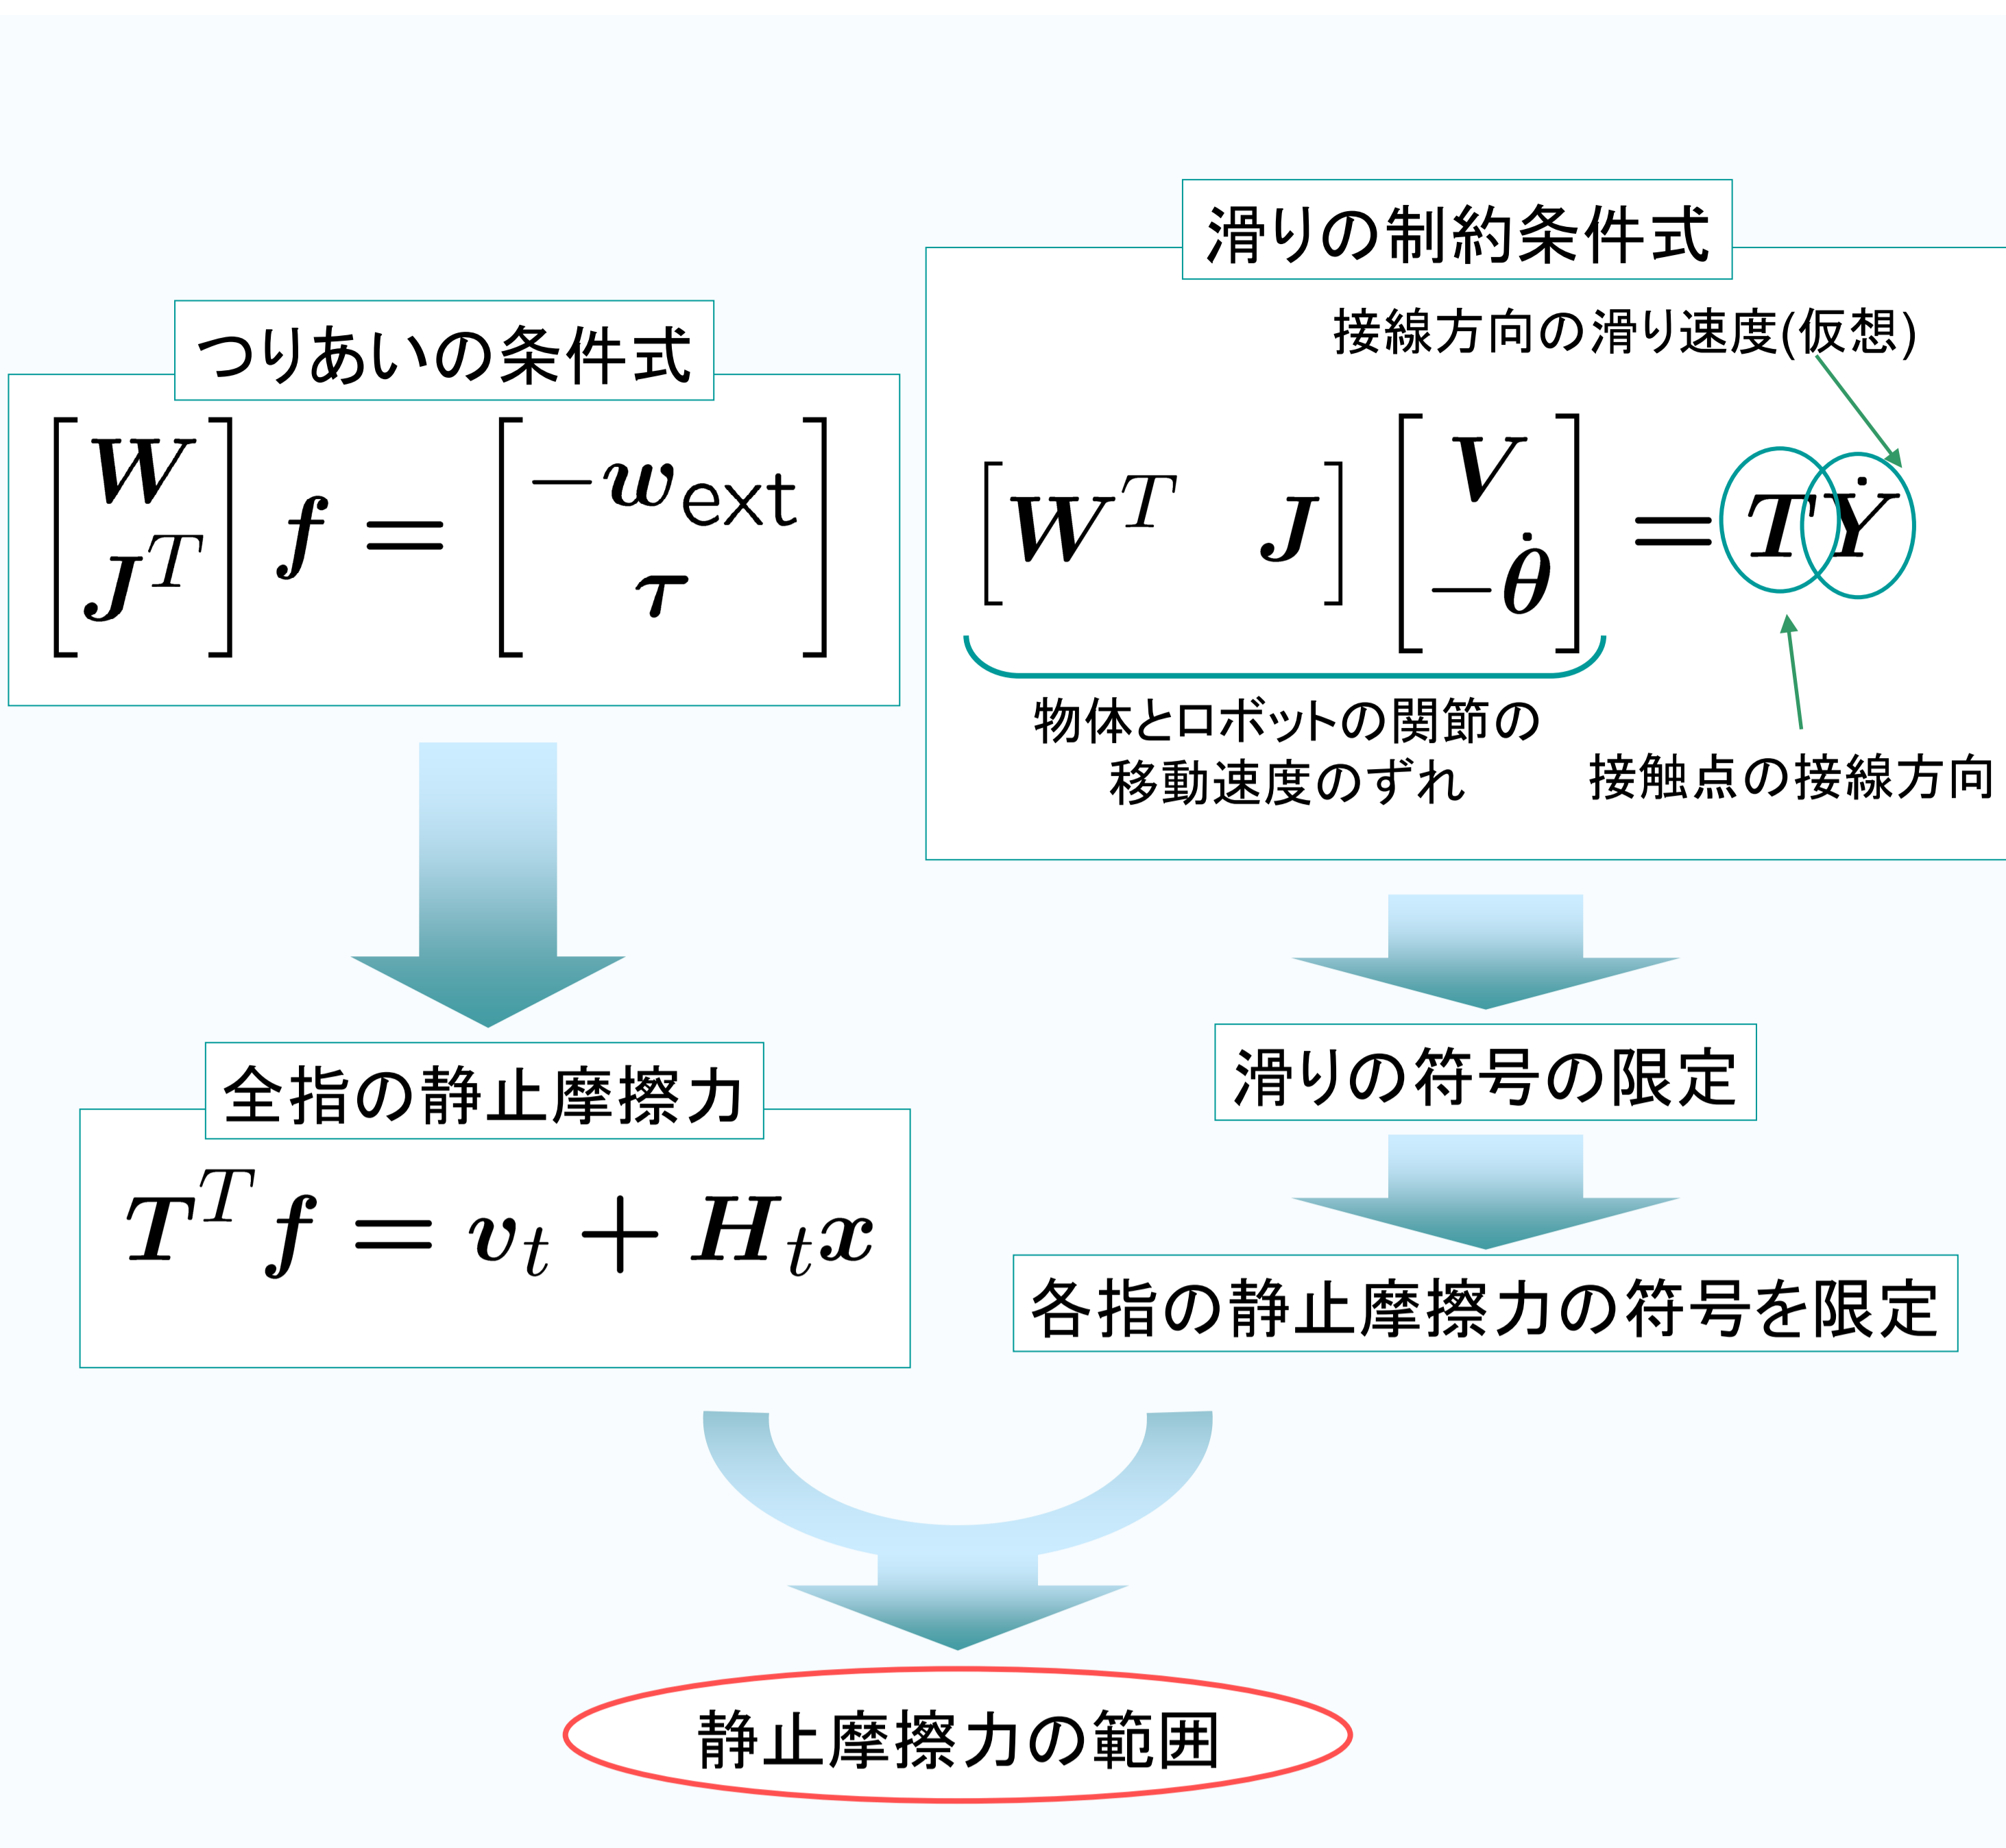 つりあいの条件式
[W J^T] f = [-w_ext τ]
滑りの制約条件式
接線方向の滑り速度(仮想)
[W^T J] [V -θ̇] = TẎ
物体とロボットの関節の
移動速度のずれ
接触点の接線方向
全指の静止摩擦力
T^T f = v_t + H_t x
滑りの符号の限定
各指の静止摩擦力の符号を限定
静止摩擦力の範囲